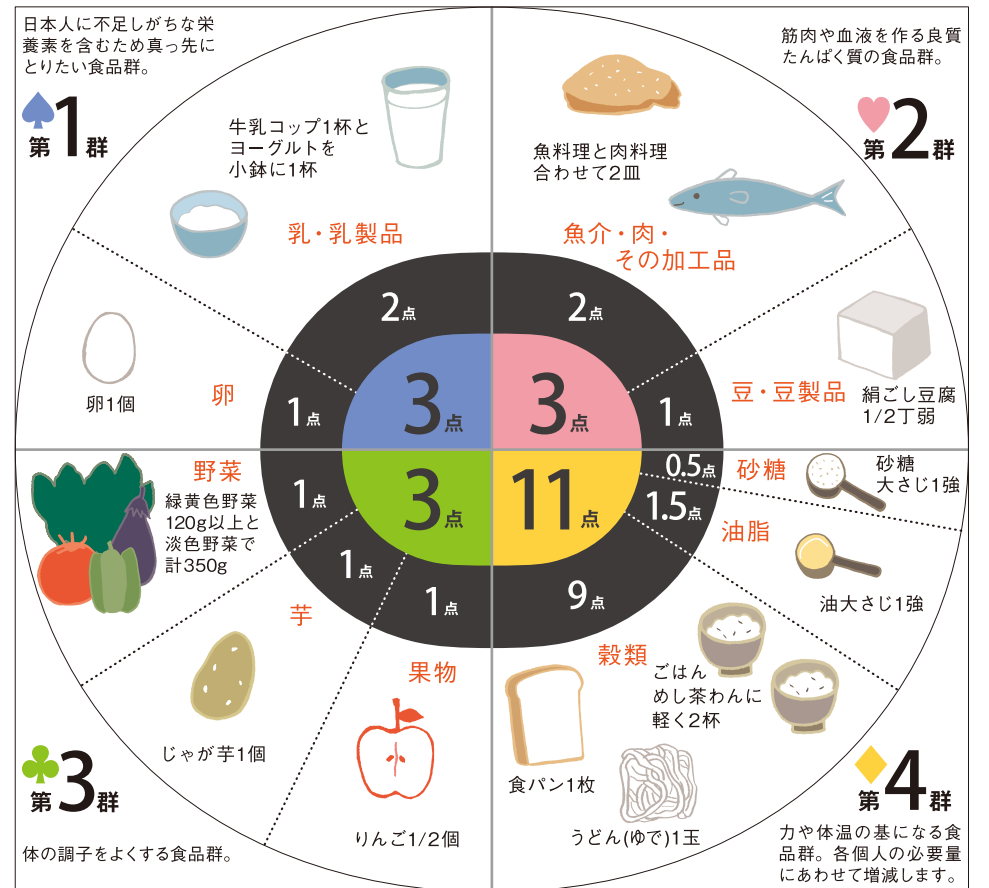 日本人に不足しがちな栄
養素を含むため真っ先に
とりたい食品群。
第1群
牛乳コップ1杯と
ヨーグルトを
小鉢に1杯
乳・乳製品
2点
卵1個
卵
1点
3点
筋肉や血液を作る良質
たんぱく質の食品群。
第2群
魚料理と肉料理
合わせて2皿
魚介・肉・
その加工品
2点
豆・豆製品
絹ごし豆腐
1/2丁弱
1点
3点
野菜
緑黄色野菜
120g以上と
淡色野菜で
計350g
1点
3点
芋
1点
じゃが芋1個
果物
1点
りんご1/2個
第3群
体の調子をよくする食品群。
11点
0.5点
砂糖
砂糖
大さじ1強
1.5点
油脂
油大さじ1強
9点
穀類
ごはん
めし茶わんに
軽く2杯
食パン1枚
うどん(ゆで)1玉
第4群
力や体温の基になる食
品群。各個人の必要量
にあわせて増減します。